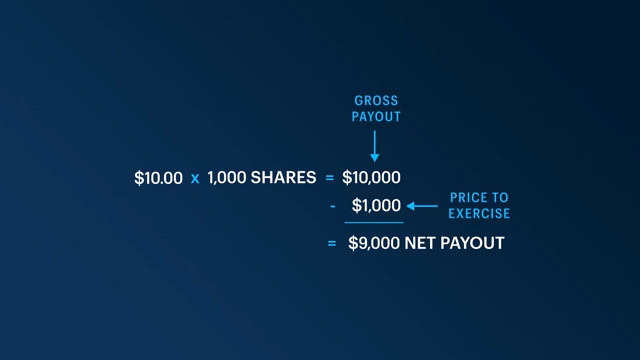 GROSS
PAYOUT
$10.00 x 1,000 SHARES = $10,000
- $1,000
PRICE TO
EXERCISE
= $9,000 NET PAYOUT